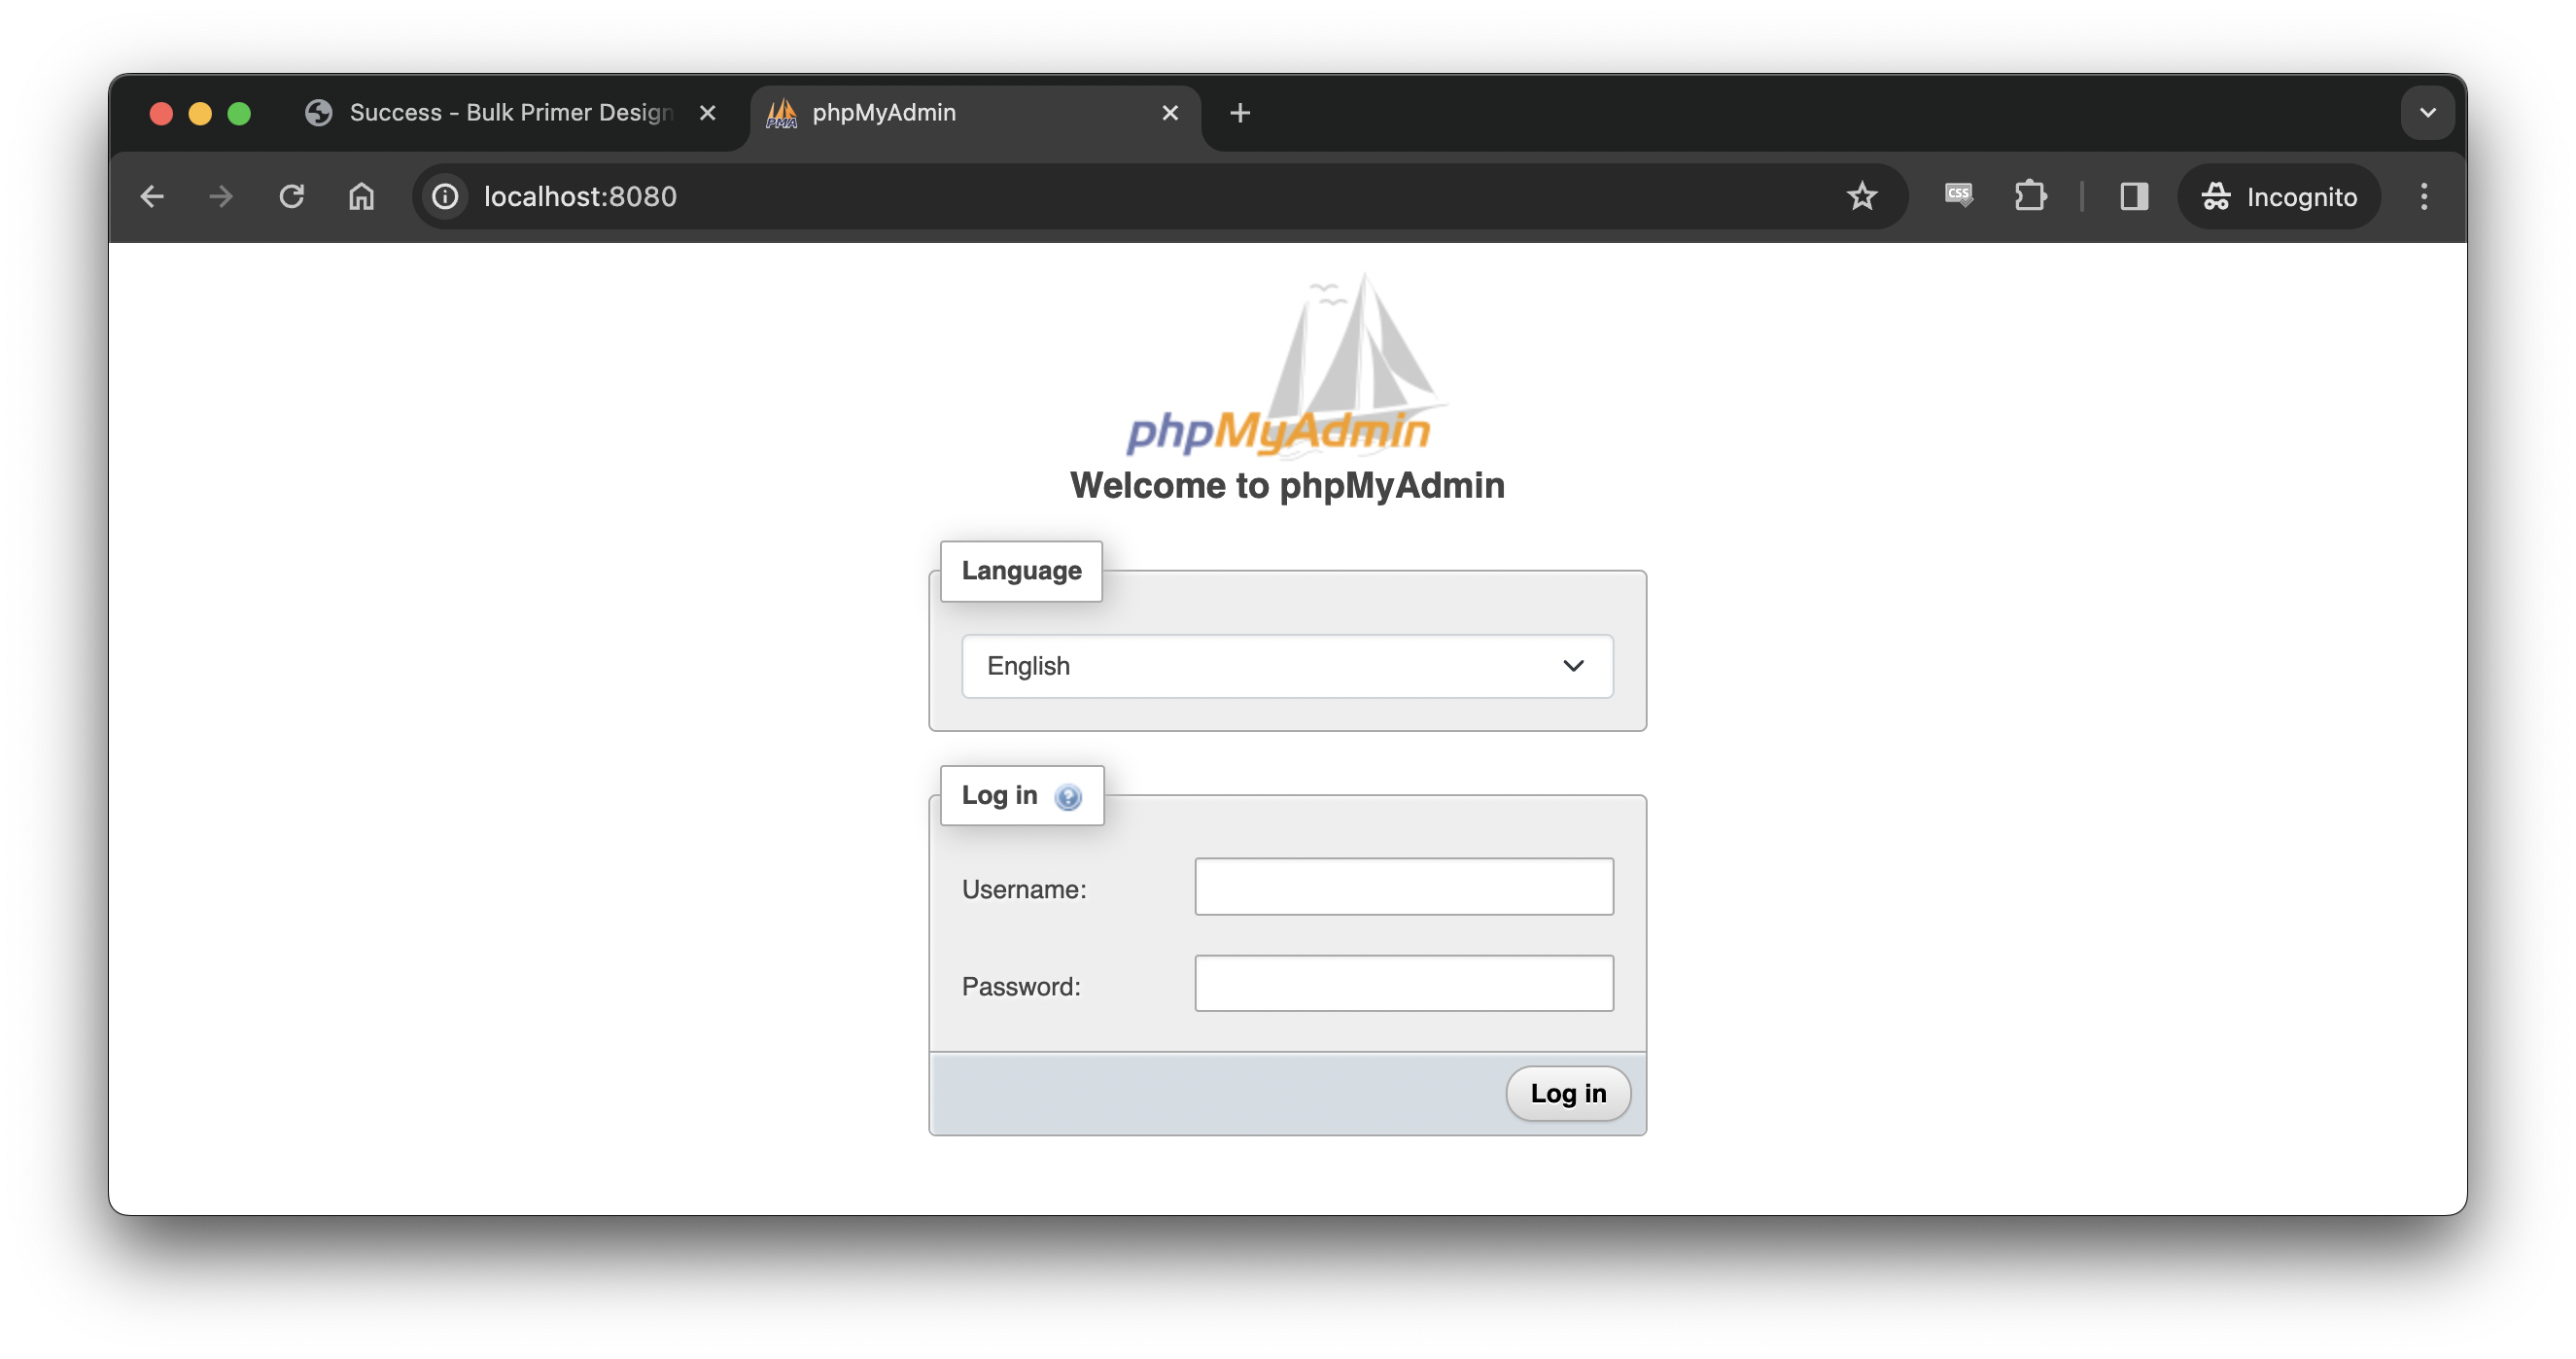 Success - Bulk Primer Design
phpMyAdmin
localhost:8080
CSS
Incognito
phpMyAdmin
Welcome to phpMyAdmin
Language
English
Log in
Username:
Password:
Log in